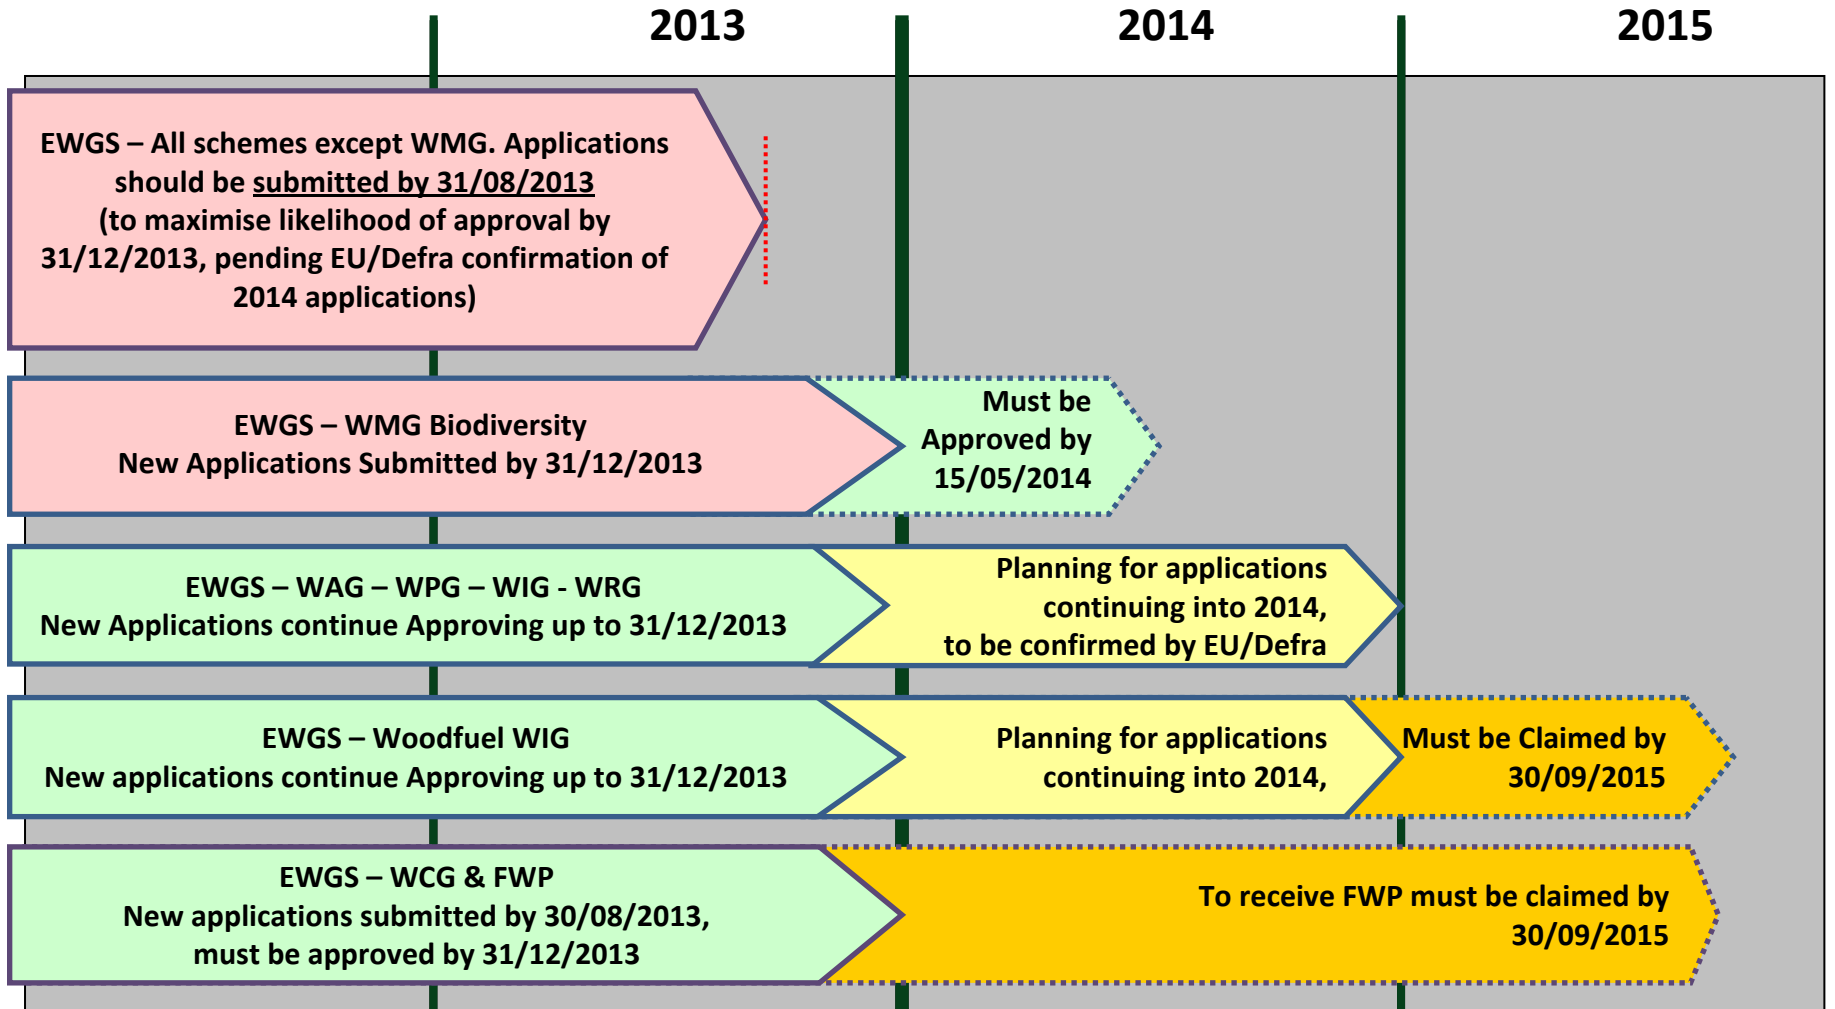 2013
2014
2015
EWGS – All schemes except WMG. Applications
should be submitted by 31/08/2013
(to maximise likelihood of approval by
31/12/2013, pending EU/Defra confirmation of
2014 applications)
EWGS – WMG Biodiversity
New Applications Submitted by 31/12/2013
Must be
Approved by
15/05/2014
EWGS – WAG – WPG – WIG - WRG
New Applications continue Approving up to 31/12/2013
Planning for applications
continuing into 2014,
to be confirmed by EU/Defra
EWGS – Woodfuel WIG
New applications continue Approving up to 31/12/2013
Planning for applications
continuing into 2014,
Must be Claimed by
30/09/2015
EWGS – WCG & FWP
New applications submitted by 30/08/2013,
must be approved by 31/12/2013
To receive FWP must be claimed by
30/09/2015